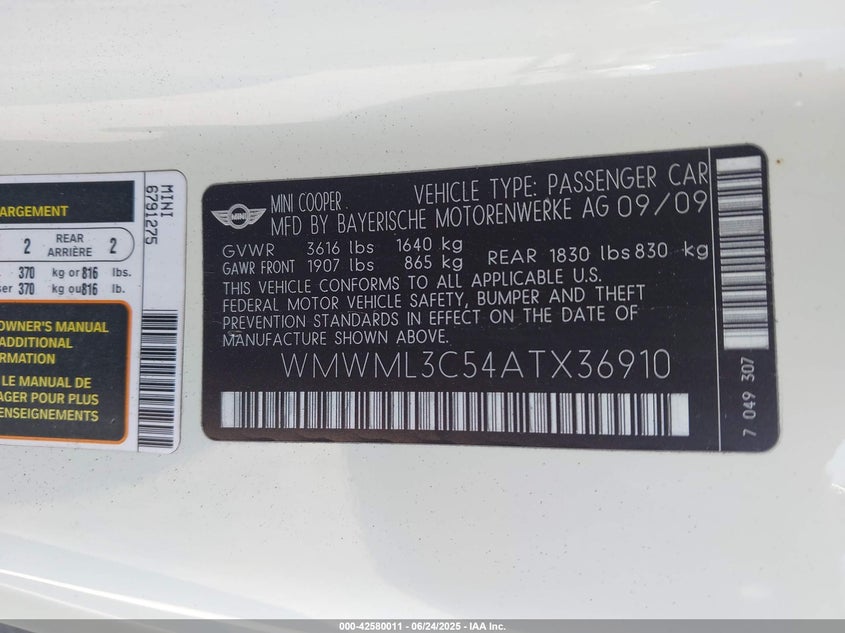 ARGEMENT
2 REAR ARRIÈRE 2
370 kg or 816 lbs.
ser 370 kg ou 816 lb.
OWNER'S MANUAL
ADDITIONAL
RMATION
LE MANUEL DE
AGER POUR PLUS
ENSEIGNEMENTS
MINI
6791275
MINI
MINI COOPER VEHICLE TYPE: PASSENGER CAR
MFD BY BAYERISCHE MOTORENWERKE AG 09/09
GVWR 3616 lbs 1640 kg
GAWR FRONT 1907 lbs 865 kg REAR 1830 lbs 830 kg
THIS VEHICLE CONFORMS TO ALL APPLICABLE U.S.
FEDERAL MOTOR VEHICLE SAFETY, BUMPER AND THEFT
PREVENTION STANDARDS IN EFFECT ON THE DATE OF
MANUFACTURE SHOWN ABOVE.
WMWML3C54ATX36910
7 049 307
000-42580011 - 06/24/2025 - IAA Inc.